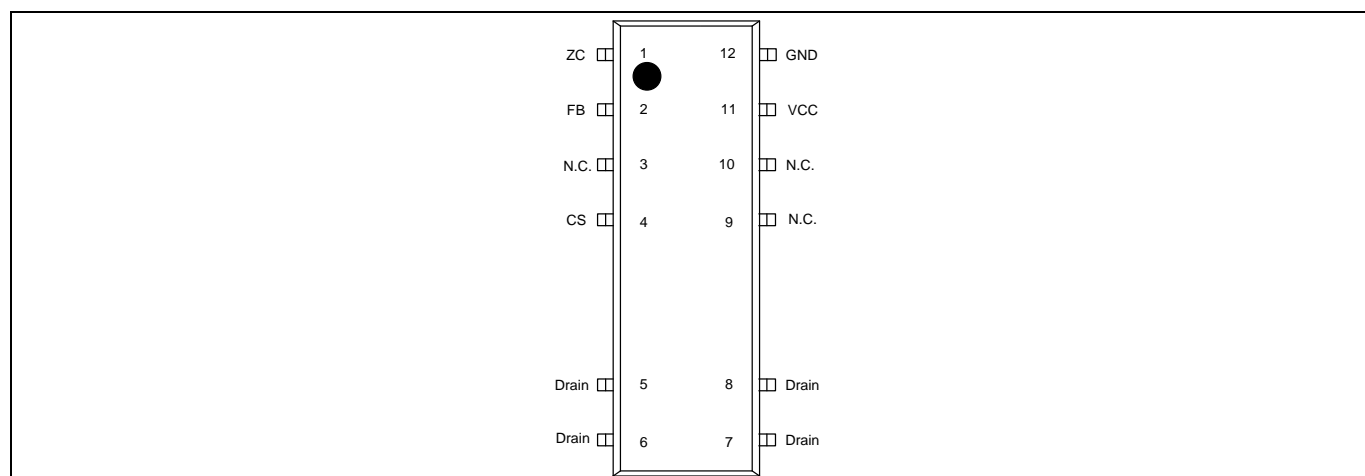 ZC 1 12 GND
FB 2 11 VCC
N.C. 3 10 N.C.
CS 4 9 N.C.
Drain 5 8 Drain
Drain 6 7 Drain